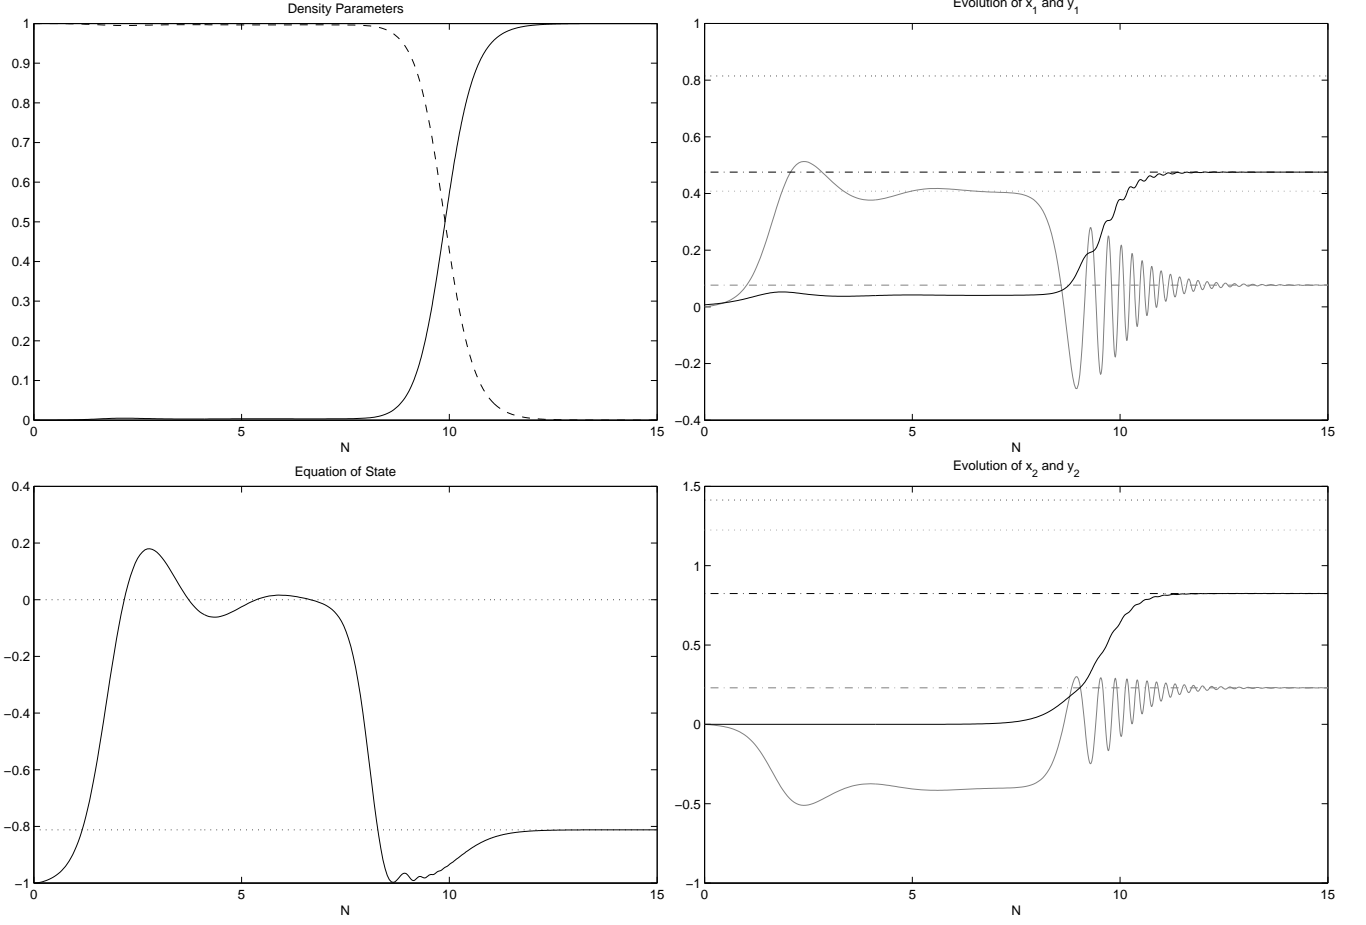 Density Parameters
1
0.9
0.8
0.7
0.6
0.5
0.4
0.3
0.2
0.1
0
0 5 10 15
N
Evolution of x1 and y1
1
0.8
0.6
0.4
0.2
0
−0.2
−0.4
0 5 10 15
N
Equation of State
0.4
0.2
0
−0.2
−0.4
−0.6
−0.8
−1
0 5 10 15
N
Evolution of x2 and y2
1.5
1
0.5
0
−0.5
−1
0 5 10 15
N